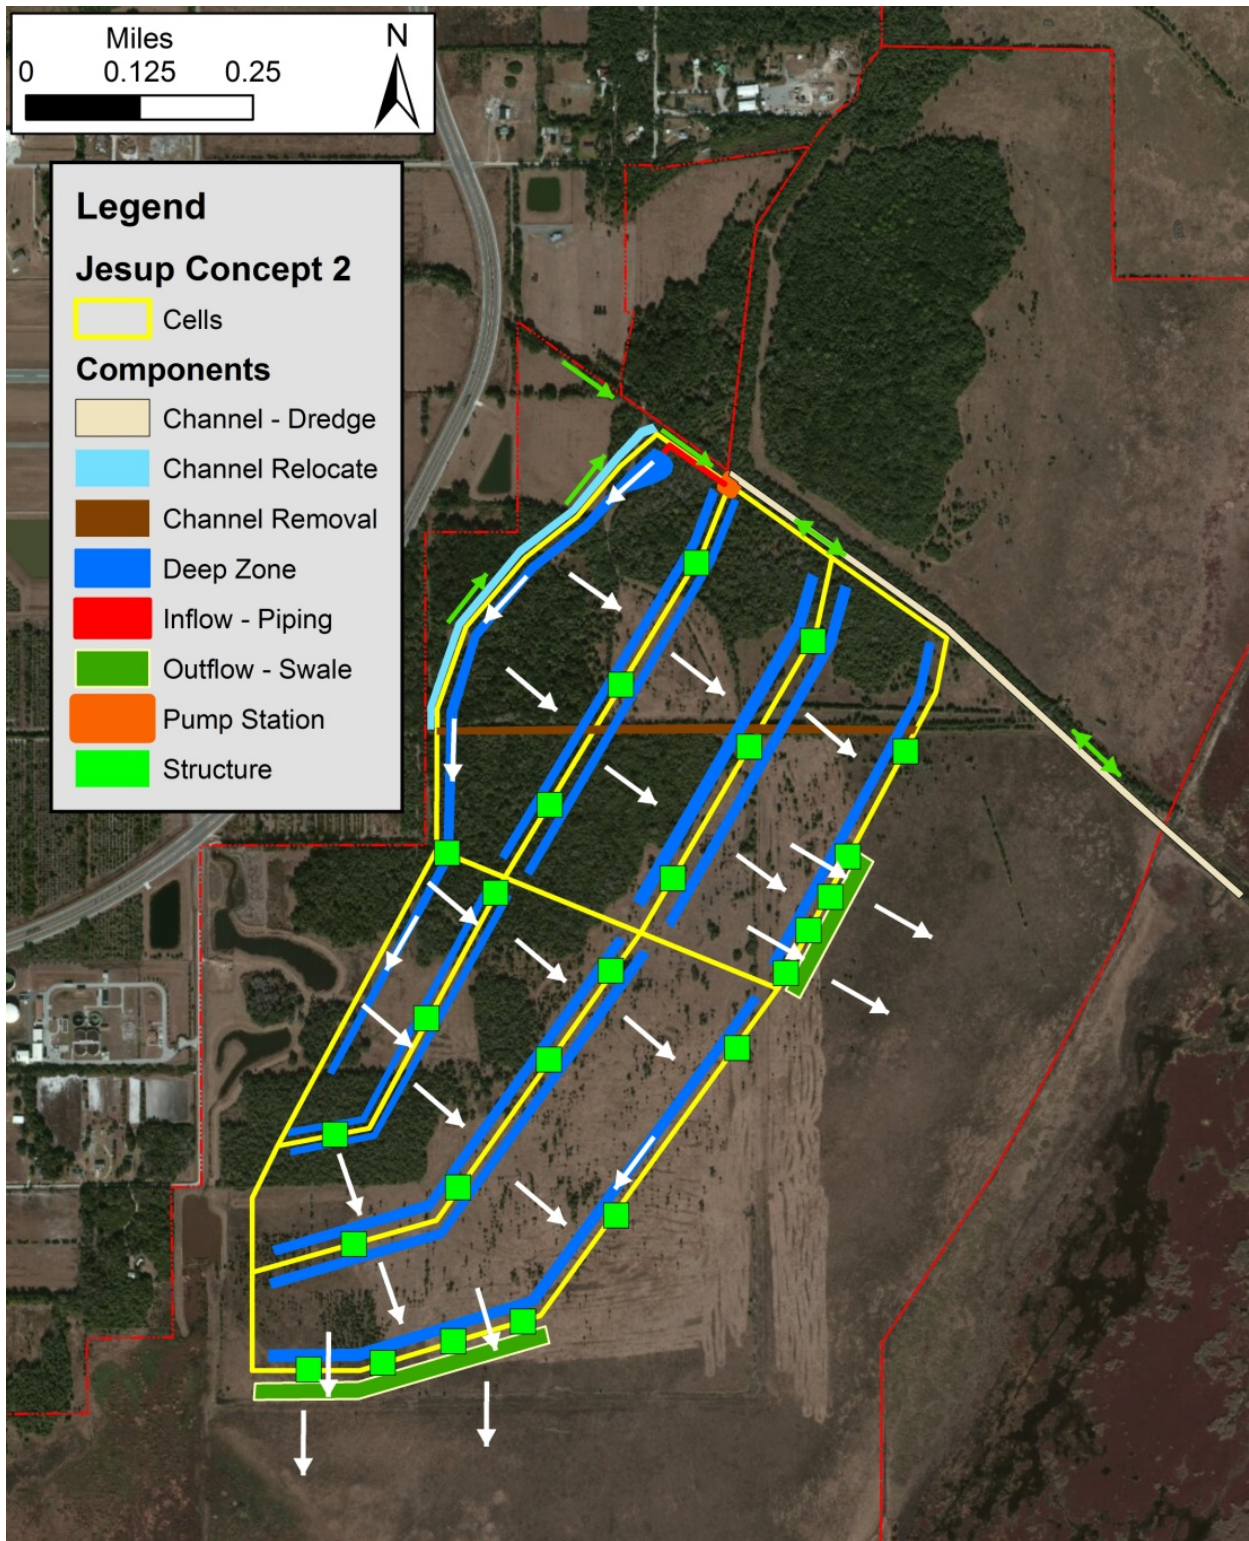 Miles
0 0.125 0.25
N
Legend
Jesup Concept 2
Cells
Components
Channel - Dredge
Channel Relocate
Channel Removal
Deep Zone
Inflow - Piping
Outflow - Swale
Pump Station
Structure